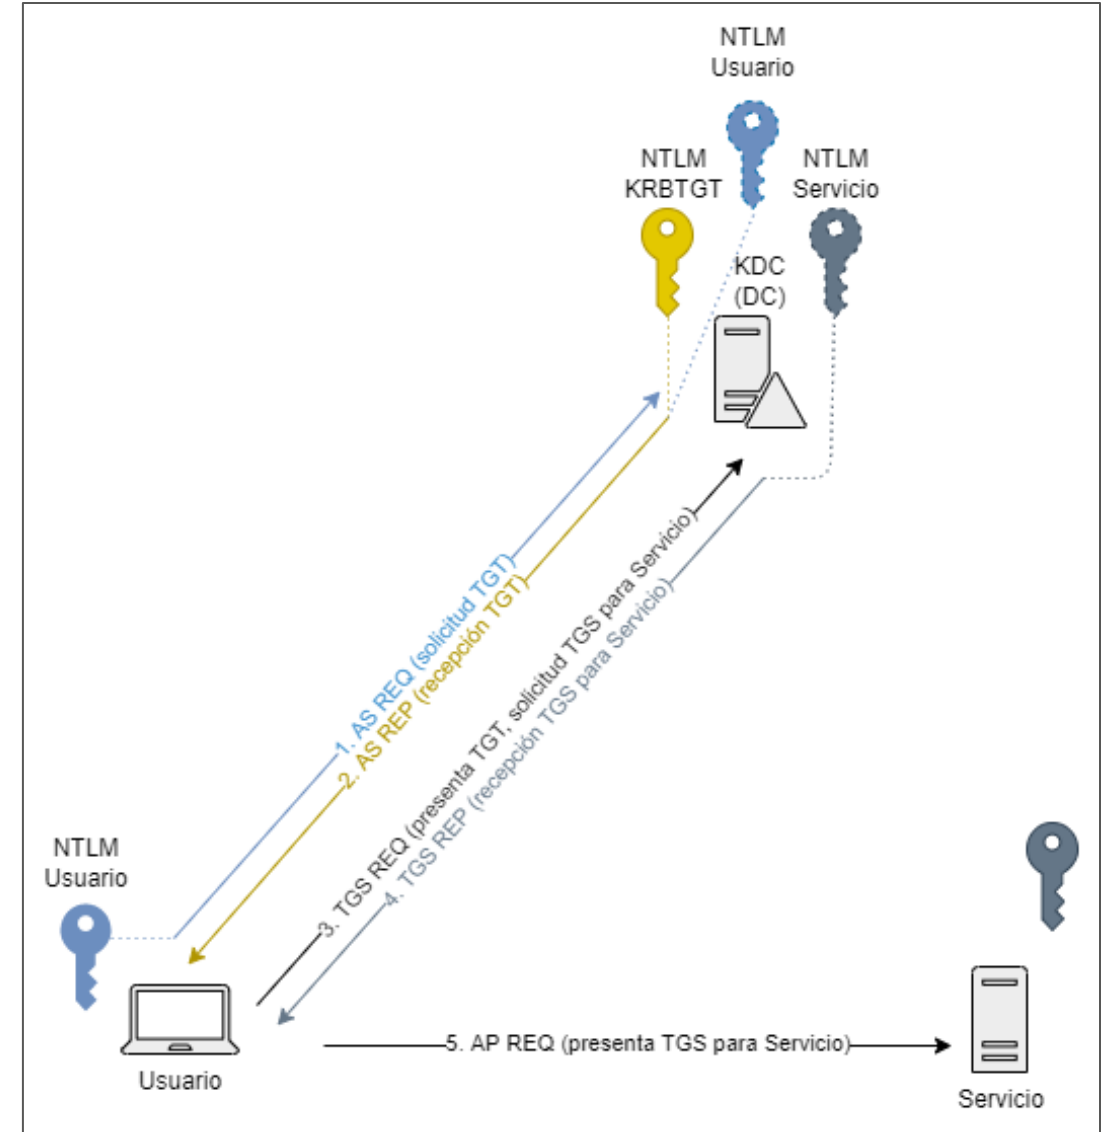 NTLM
Usuario
NTLM
KRBTGT
NTLM
Servicio
KDC
(DC)
1. AS REQ (solicitud TGT)
2. AS REP (recepción TGT)
3. TGS REQ (presenta TGT, solicitud TGS para Servicio)
4. TGS REP (recepción TGS para Servicio)
NTLM
Usuario
5. AP REQ (presenta TGS para Servicio)
Usuario
Servicio